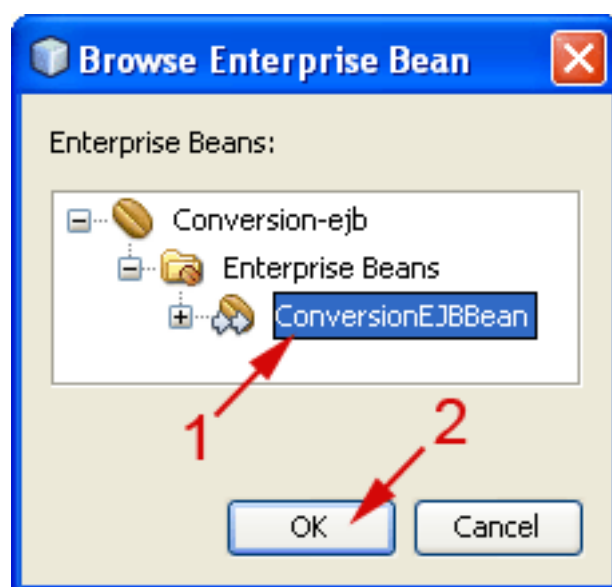 Browse Enterprise Bean
Enterprise Beans:
Conversion-ejb
Enterprise Beans
ConversionEJBBean
1
2
OK Cancel